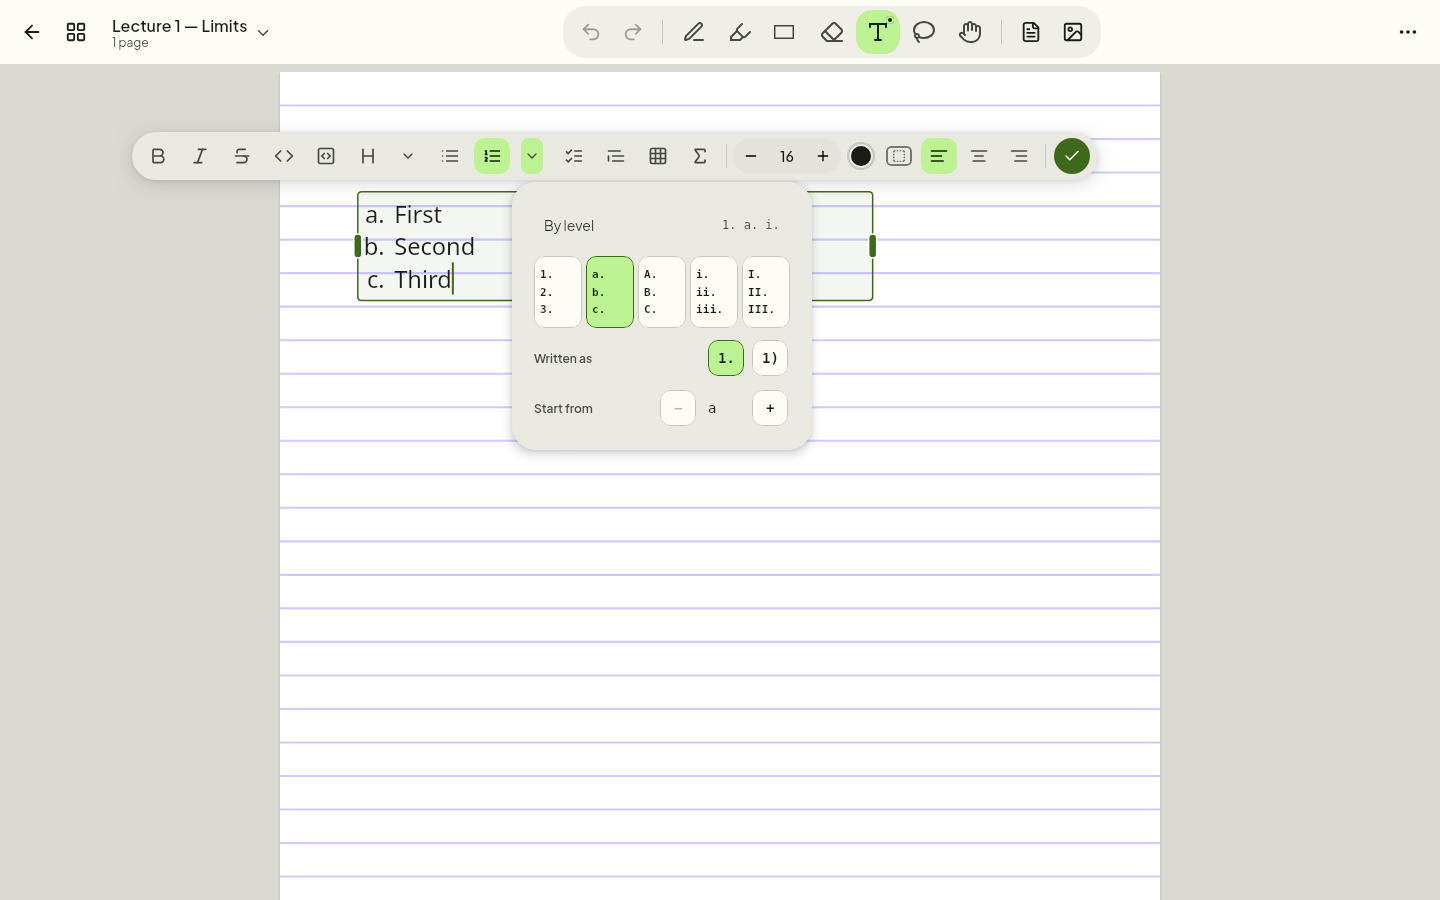 Lecture 1 — Limits
1 page
16
a. First
b. Second
c. Third
By level 1. a. i.
1. a. A. i. I.
2. b. B. ii. II.
3. c. C. iii. III.
Written as 1. 1)
Start from − a +